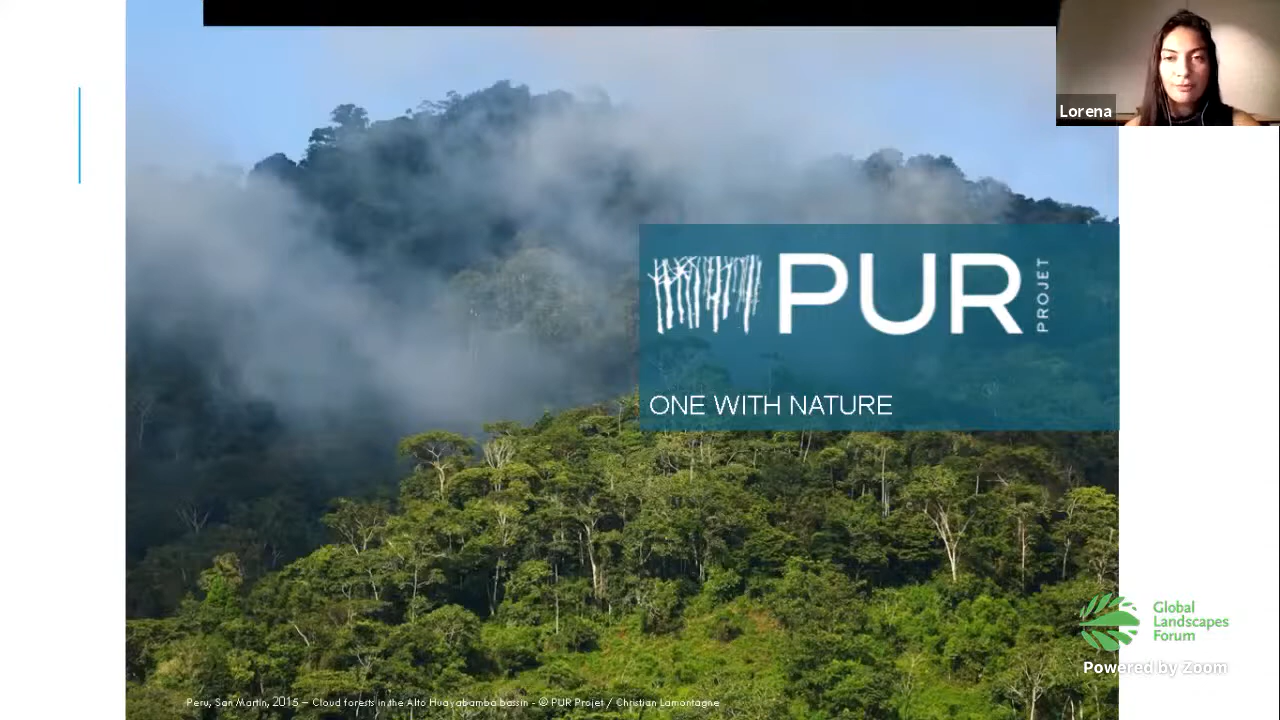 Lorena
PUR
PROJET
ONE WITH NATURE
Global
Landscapes
Forum
Powered by Zoom
Peru, San Martin, 2015 – Cloud forests in the Alto Huayabamba bassin - © PUR Projet / Christian Lamontagne